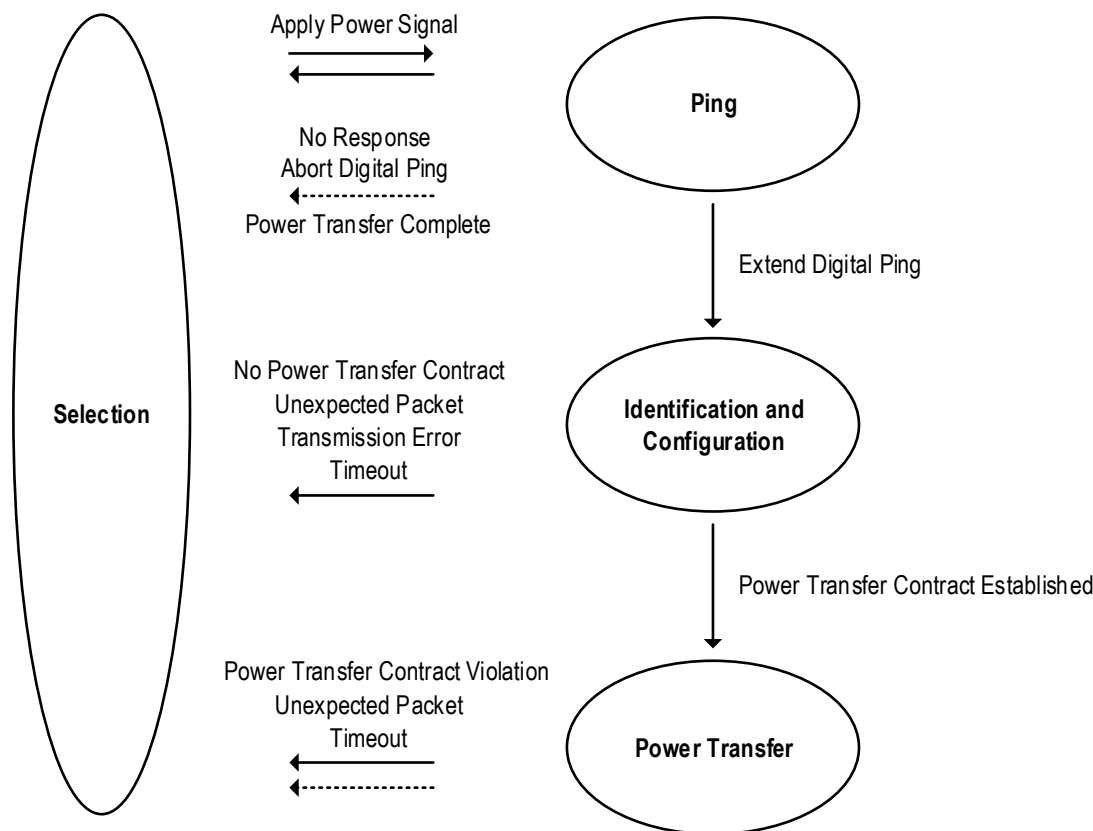 Apply Power Signal
Ping
No Response
Abort Digital Ping
Power Transfer Complete
Extend Digital Ping
Selection
No Power Transfer Contract
Unexpected Packet
Transmission Error
Timeout
Identification and
Configuration
Power Transfer Contract Established
Power Transfer Contract Violation
Unexpected Packet
Timeout
Power Transfer